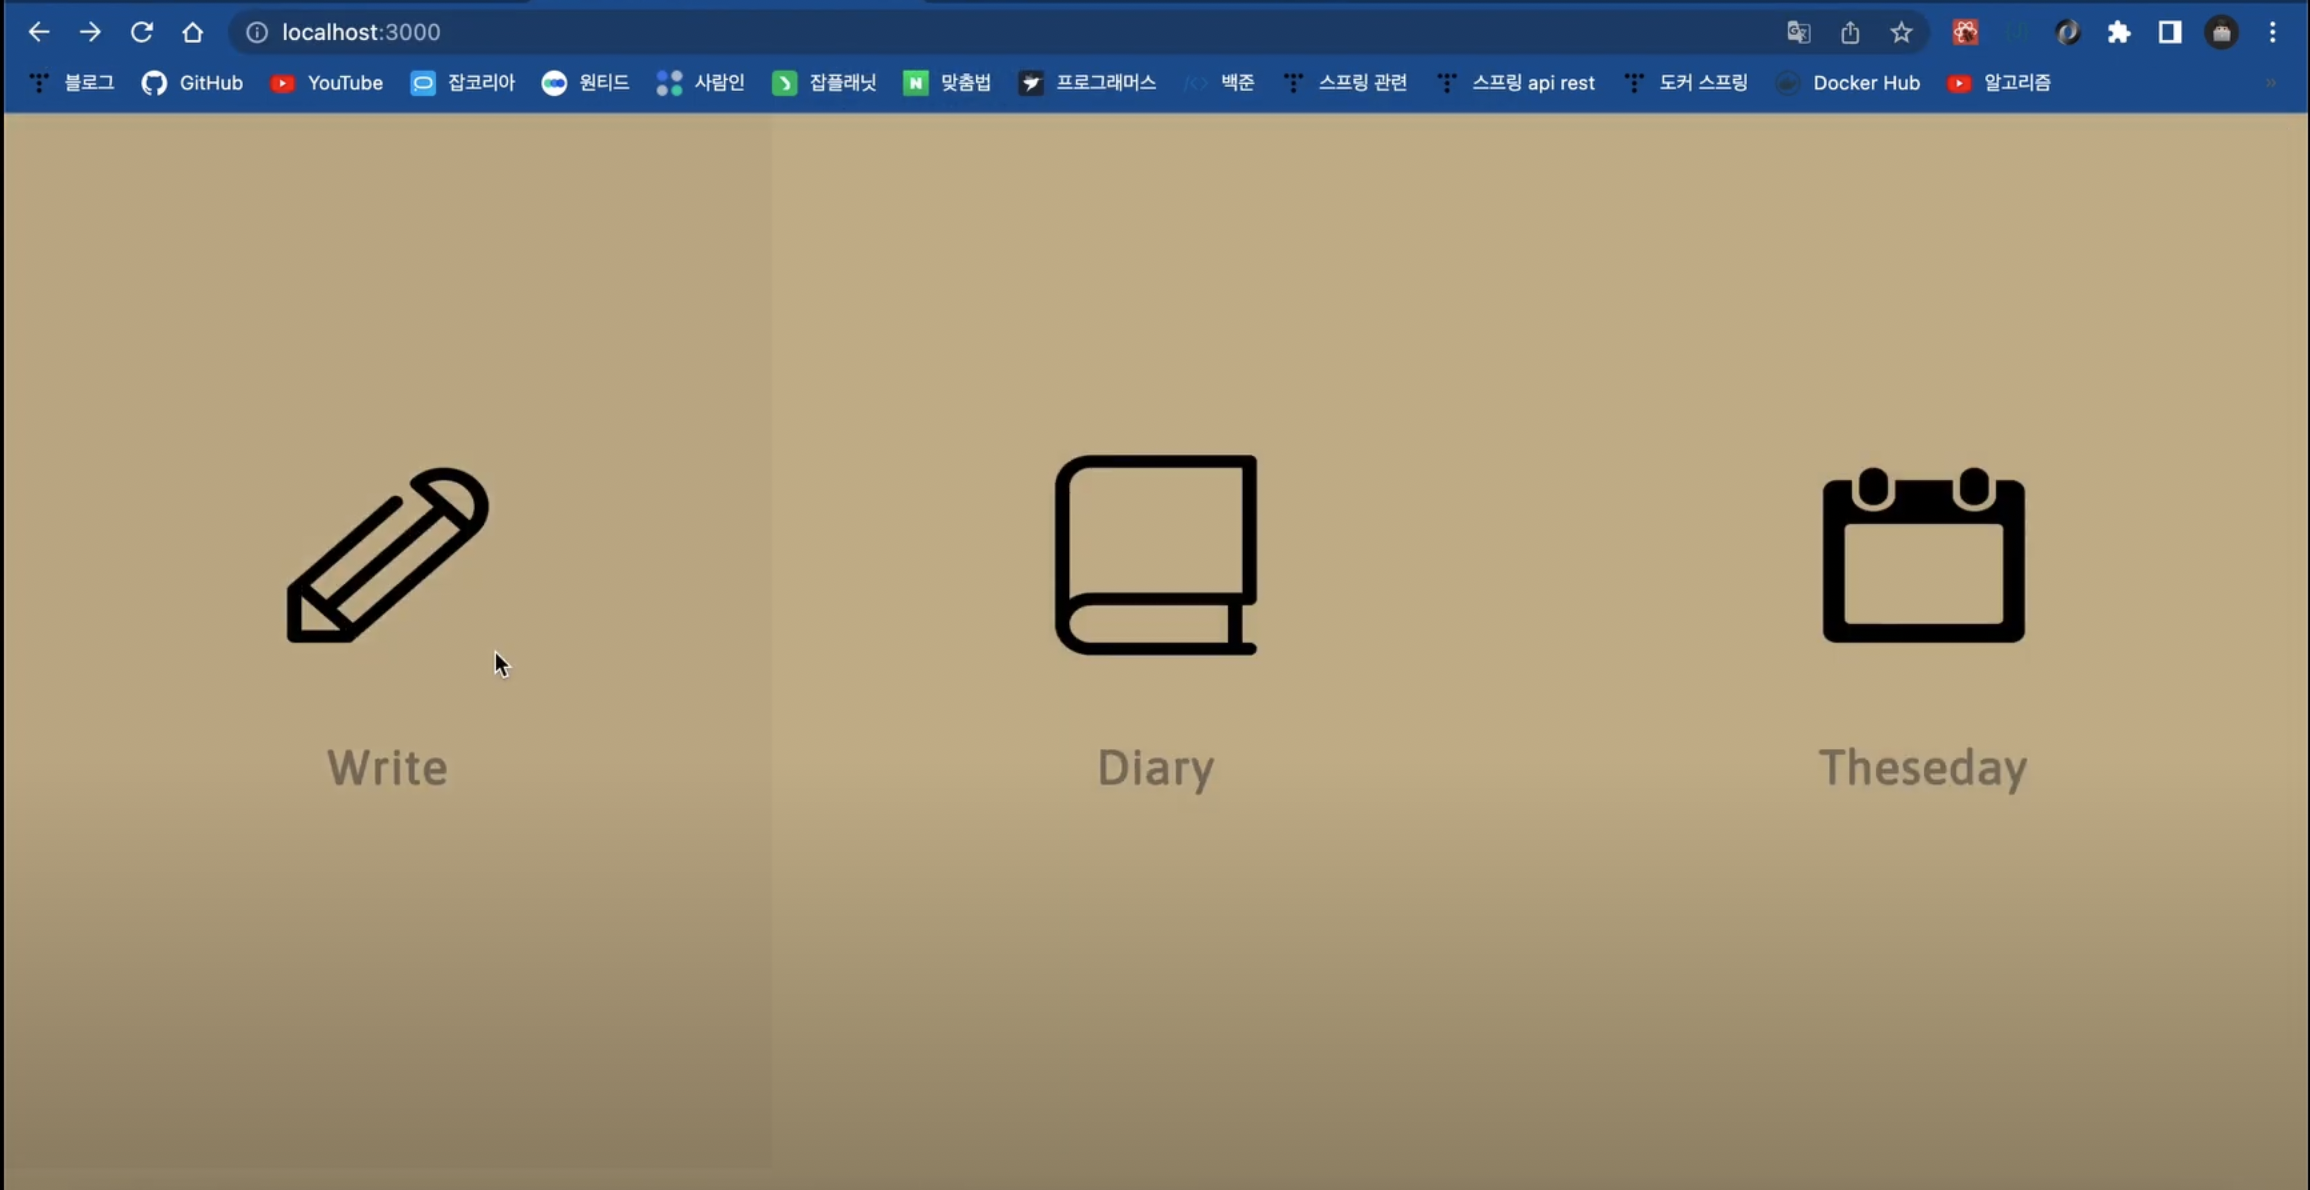 localhost:3000
블로그 GitHub YouTube 잡코리아 원티드 사람인 잡플래닛 N 맞춤법 프로그래머스 백준 스프링 관련 스프링 api rest 도커 스프링 Docker Hub 알고리즘
Write Diary Theseday